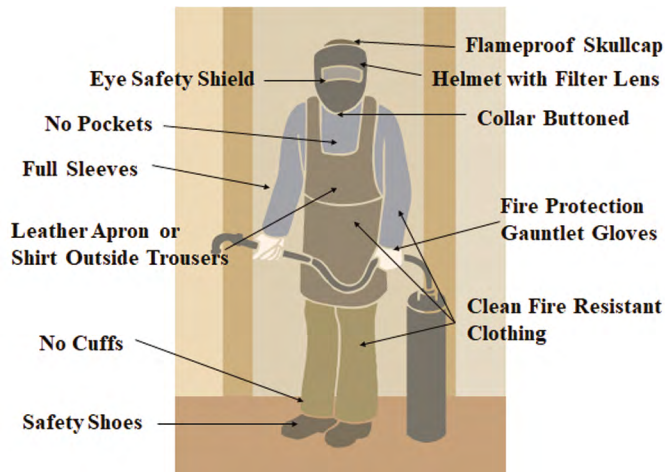 Flameproof Skullcap
Eye Safety Shield
Helmet with Filter Lens
No Pockets
Collar Buttoned
Full Sleeves
Leather Apron or
Shirt Outside Trousers
Fire Protection
Gauntlet Gloves
Clean Fire Resistant
Clothing
No Cuffs
Safety Shoes